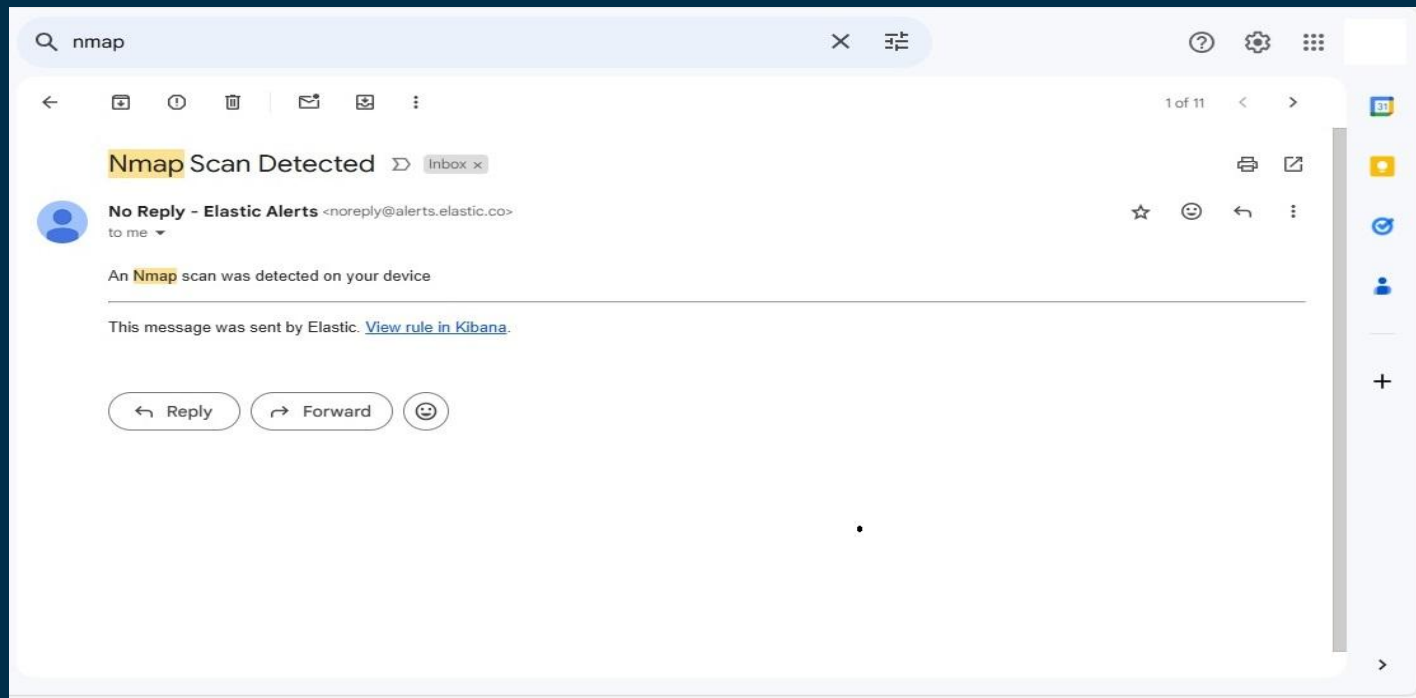 nmap
1 of 11
31
Nmap Scan Detected Inbox ×
No Reply - Elastic Alerts <noreply@alerts.elastic.co>
to me
An Nmap scan was detected on your device
This message was sent by Elastic. View rule in Kibana.
Reply Forward